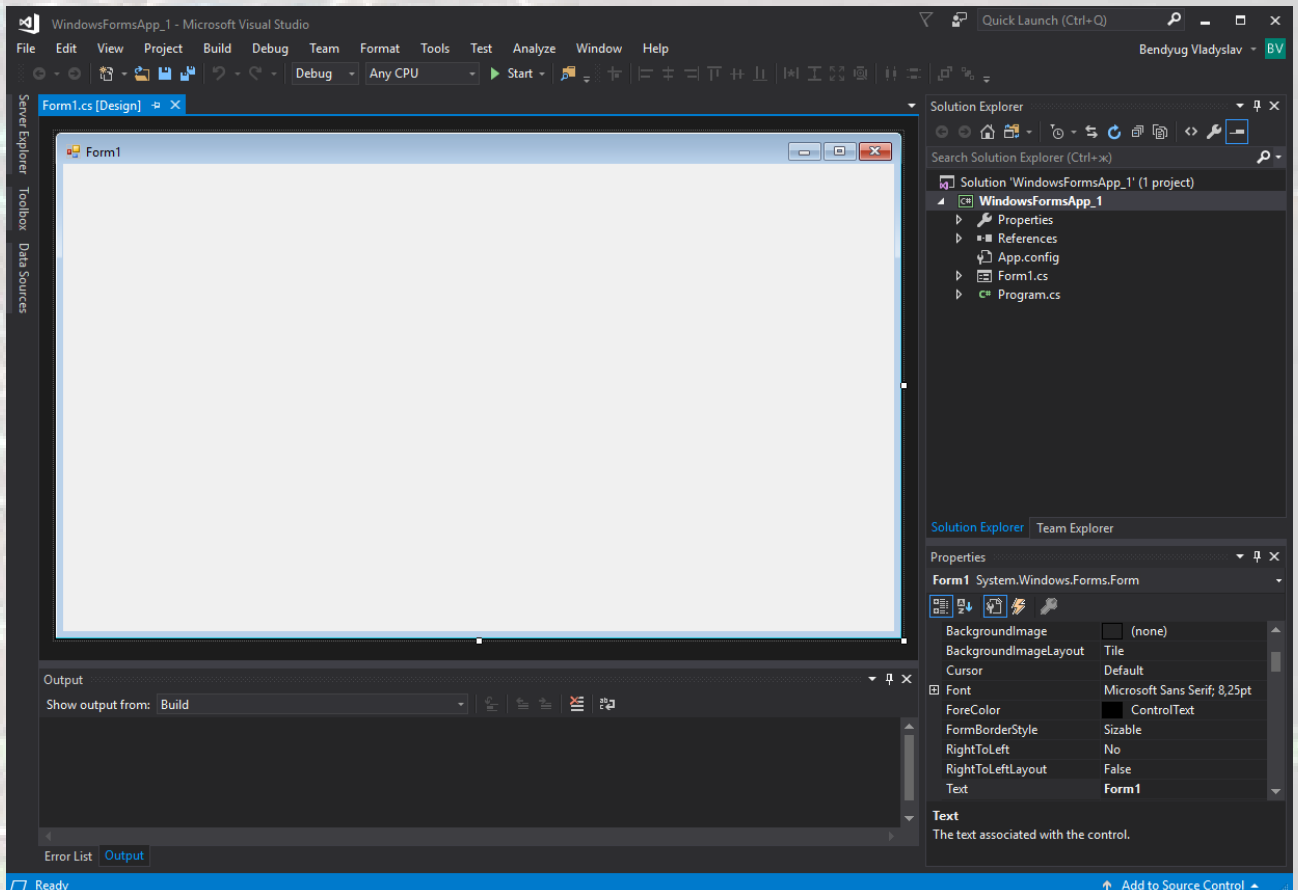 WindowsFormsApp_1 - Microsoft Visual Studio
Quick Launch (Ctrl+Q)
File Edit View Project Build Debug Team Format Tools Test Analyze Window Help
Bendyug Vladyslav BV
Debug Any CPU Start
Server Explorer
Toolbox
Data Sources
Form1.cs [Design]
Form1
Output
Show output from: Build
Error List Output
Solution Explorer
Search Solution Explorer (Ctrl+ж)
Solution 'WindowsFormsApp_1' (1 project)
C# WindowsFormsApp_1
Properties
References
App.config
Form1.cs
C# Program.cs
Solution Explorer Team Explorer
Properties
Form1 System.Windows.Forms.Form
BackgroundImage (none)
BackgroundImageLayout Tile
Cursor Default
Font Microsoft Sans Serif; 8,25pt
ForeColor ControlText
FormBorderStyle Sizable
RightToLeft No
RightToLeftLayout False
Text Form1
Text
The text associated with the control.
Ready
Add to Source Control